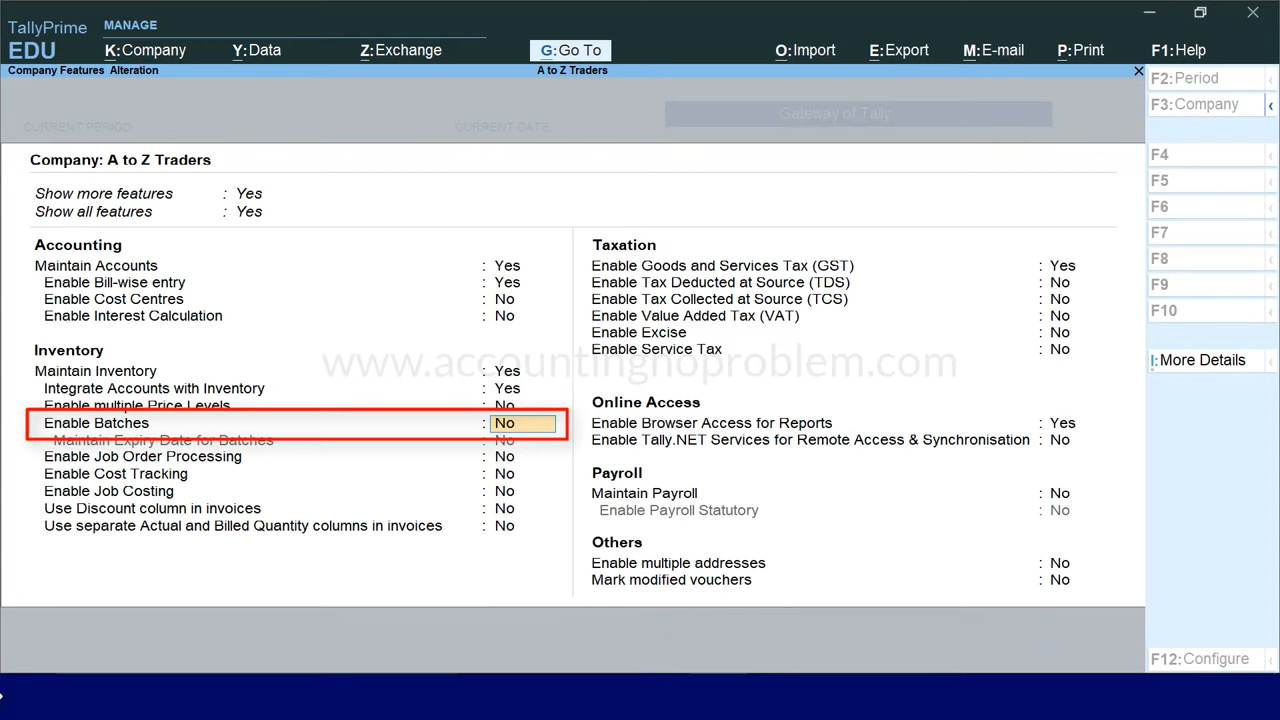 TallyPrime
EDU
MANAGE
K:Company Y:Data Z:Exchange G:Go To O:Import E:Export M:E-mail P:Print F1:Help
Company Features Alteration A to Z Traders
F2:Period
F3:Company
CURRENT PERIOD CURRENT DATE Gateway of Tally
Company: A to Z Traders
Show more features : Yes
Show all features : Yes
Accounting
Maintain Accounts : Yes
Enable Bill-wise entry : Yes
Enable Cost Centres : No
Enable Interest Calculation : No
Inventory
Maintain Inventory : Yes
Integrate Accounts with Inventory : Yes
Enable multiple Price Levels : No
Enable Batches : No
Maintain Expiry Date for Batches : No
Enable Job Order Processing : No
Enable Cost Tracking : No
Enable Job Costing : No
Use Discount column in invoices : No
Use separate Actual and Billed Quantity columns in invoices : No
Taxation
Enable Goods and Services Tax (GST) : Yes
Enable Tax Deducted at Source (TDS) : No
Enable Tax Collected at Source (TCS) : No
Enable Value Added Tax (VAT) : No
Enable Excise : No
Enable Service Tax : No
Online Access
Enable Browser Access for Reports : Yes
Enable Tally.NET Services for Remote Access & Synchronisation : No
Payroll
Maintain Payroll : No
Enable Payroll Statutory : No
Others
Enable multiple addresses : No
Mark modified vouchers : No
www.accountingnoproblem.com
F4
F5
F6
F7
F8
F9
F10
I:More Details
F12:Configure